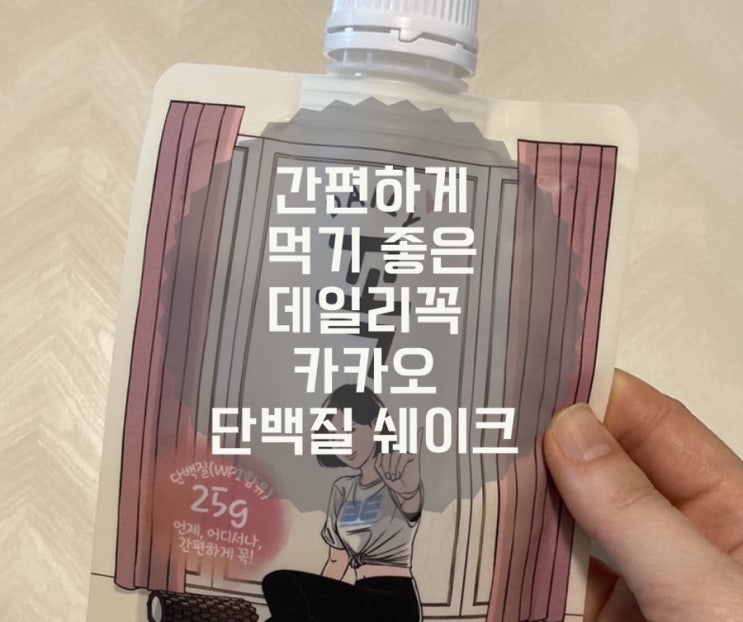 간편하게
먹기 좋은
데일리꼭
카카오
단백질 쉐이크
단백질(WPI함유)
25g
언제, 어디서나,
간편하게 꼭!